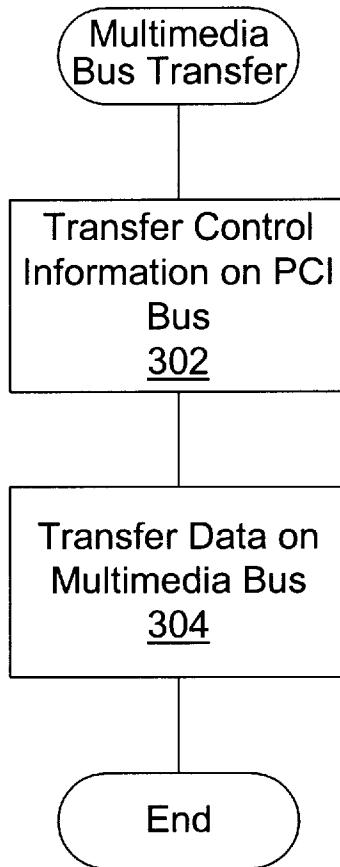 Multimedia
Bus Transfer
Transfer Control
Information on PCI
Bus
302
Transfer Data on
Multimedia Bus
304
End